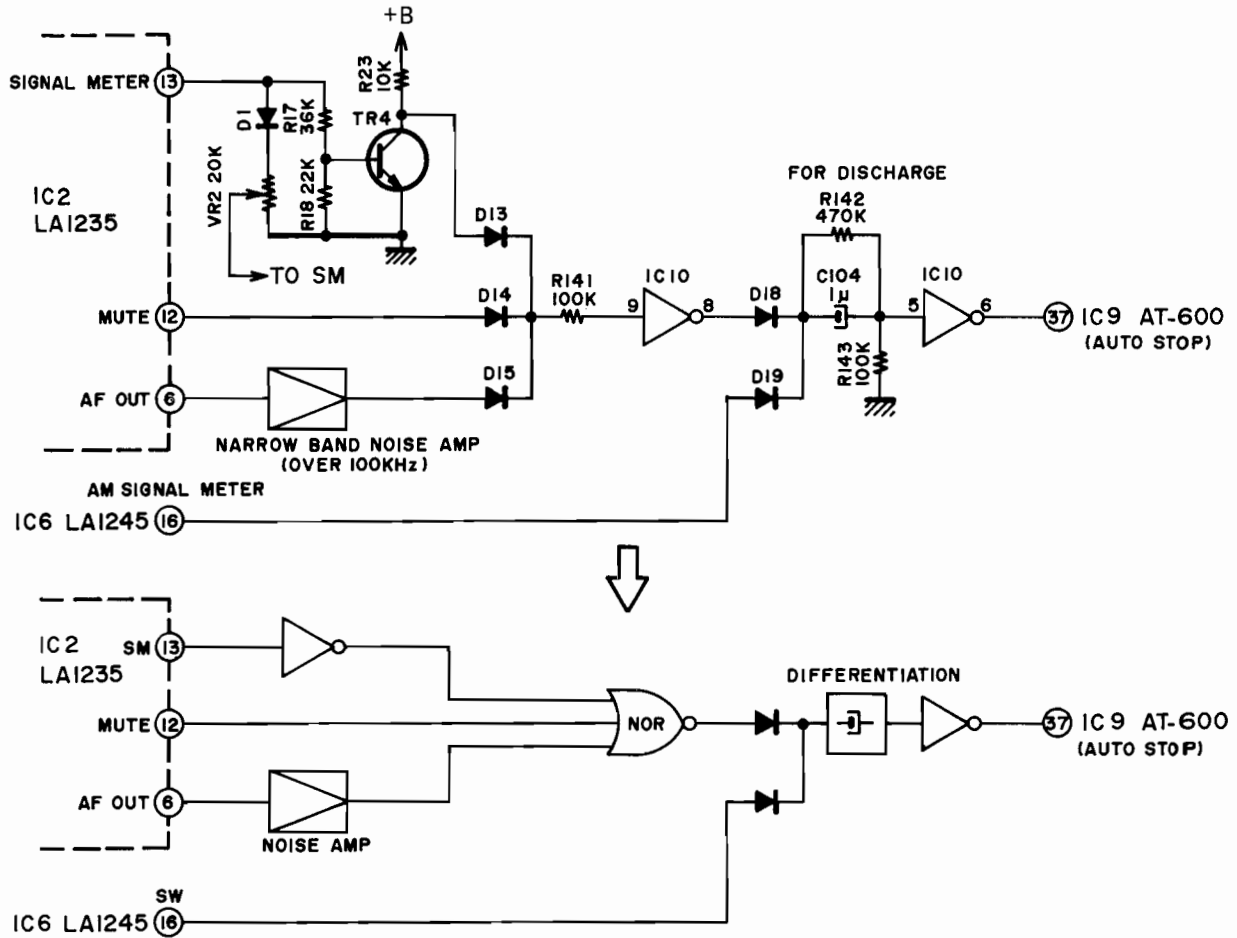 +B
R23
10K
SIGNAL METER 13
D1
R17
36K
TR4
VR2 20K
R18 22K
IC2
LA1235
TO SM
FOR DISCHARGE
R142
470K
D13
C104
1μ
R141
100K
IC10
9
8
D18
IC10
5
6
D14
MUTE 12
37 IC9 AT-600
(AUTO STOP)
R143
100K
D15
D19
AF OUT 6
NARROW BAND NOISE AMP
(OVER 100KHz)
AM SIGNAL METER
IC6 LA1245 16
IC2
LA1235
SM 13
MUTE 12
NOR
DIFFERENTIATION
37 IC9 AT-600
(AUTO STOP)
AF OUT 6
NOISE AMP
SW
IC6 LA1245 16